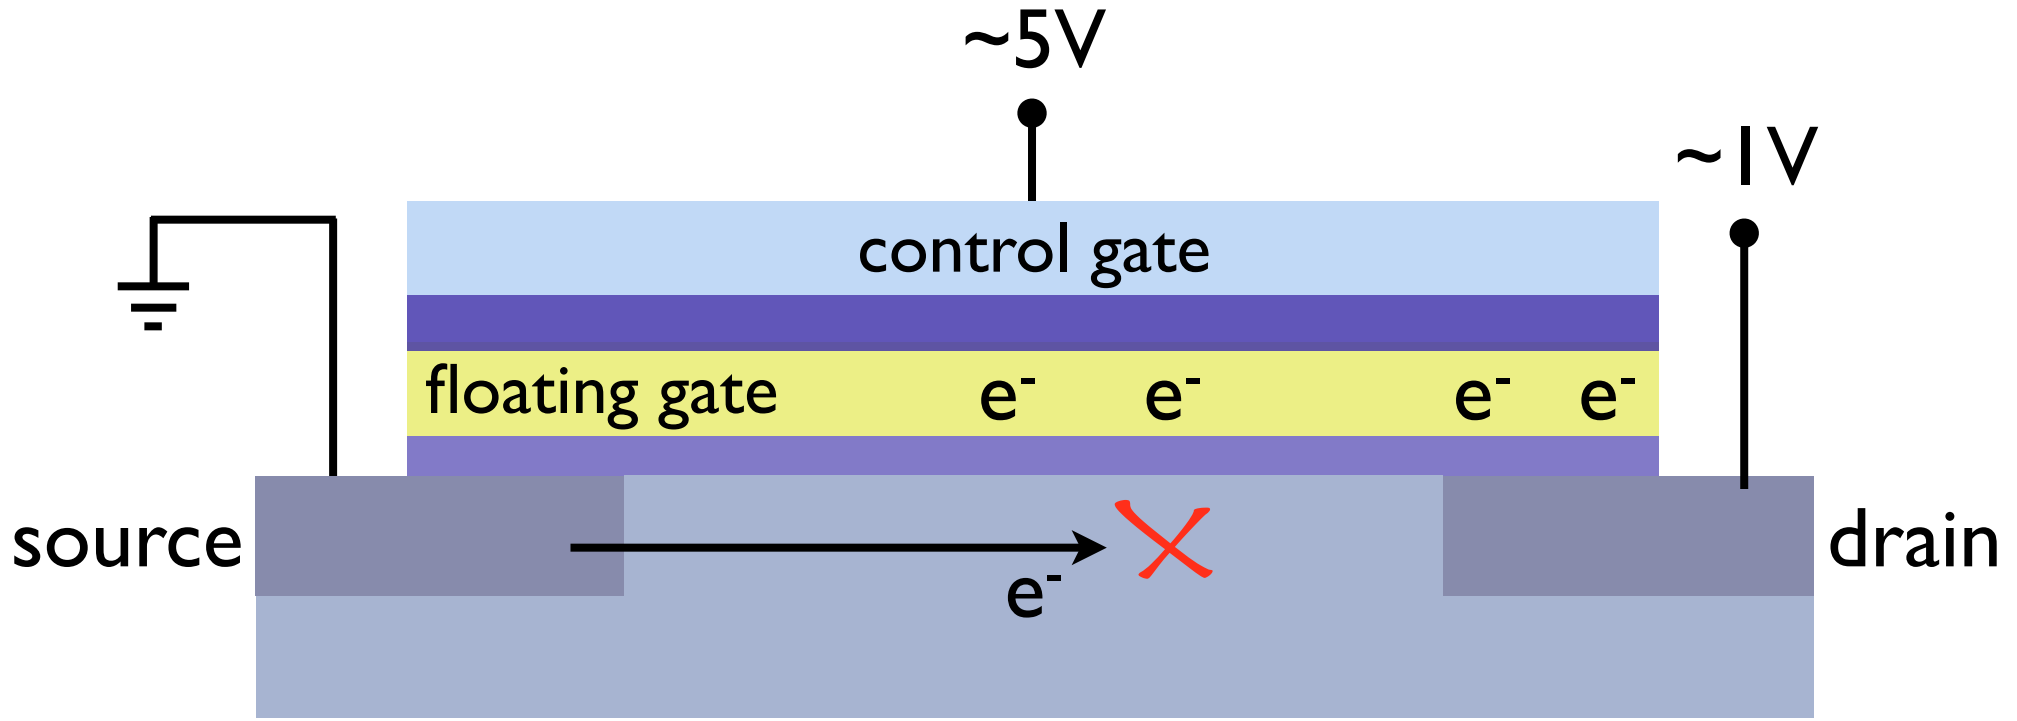 ~5V
~1V
control gate
floating gate e- e- e- e-
source
drain
e-